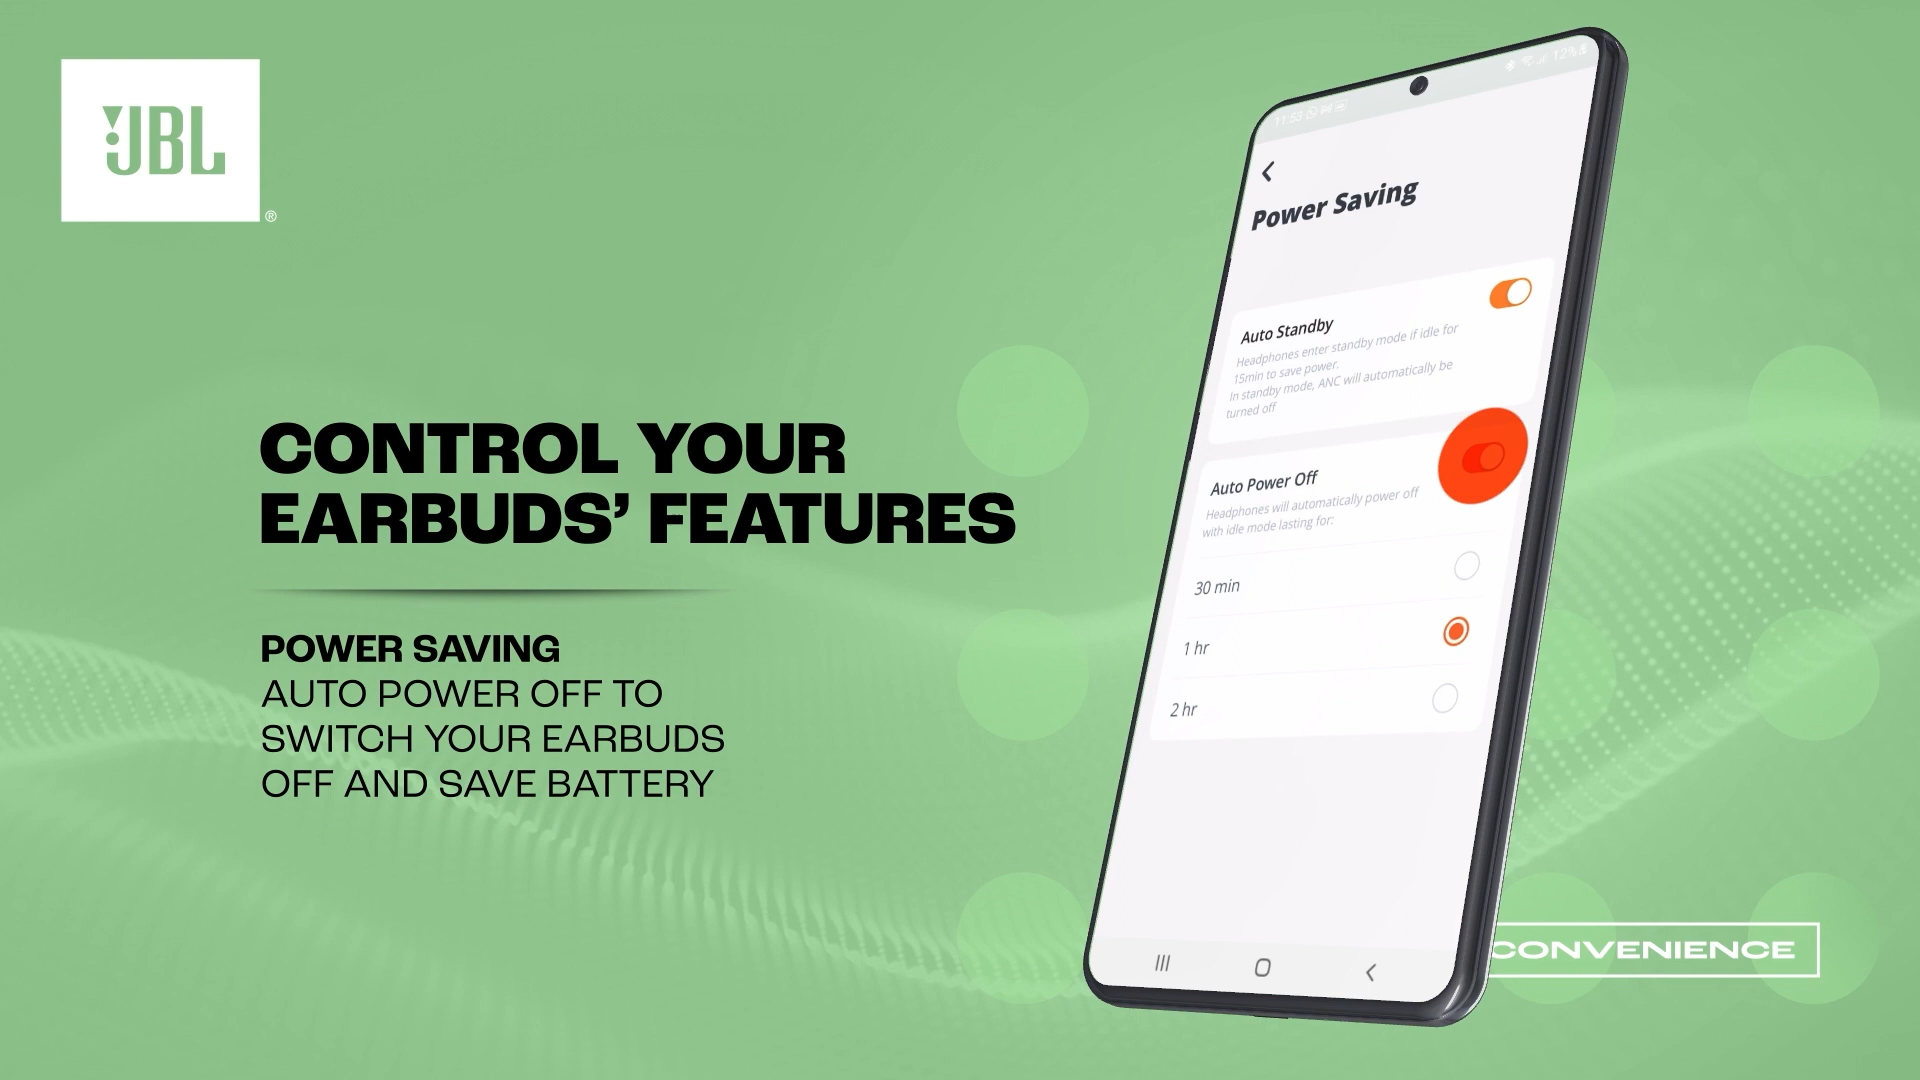 JBL
®
CONTROL YOUR
EARBUDS’ FEATURES
POWER SAVING
AUTO POWER OFF TO
SWITCH YOUR EARBUDS
OFF AND SAVE BATTERY
11:53
12%
Power Saving
Auto Standby
Headphones enter standby mode if idle for
15min to save power.
In standby mode, ANC will automatically be
turned off
Auto Power Off
Headphones will automatically power off
with idle mode lasting for:
30 min
1 hr
2 hr
CONVENIENCE